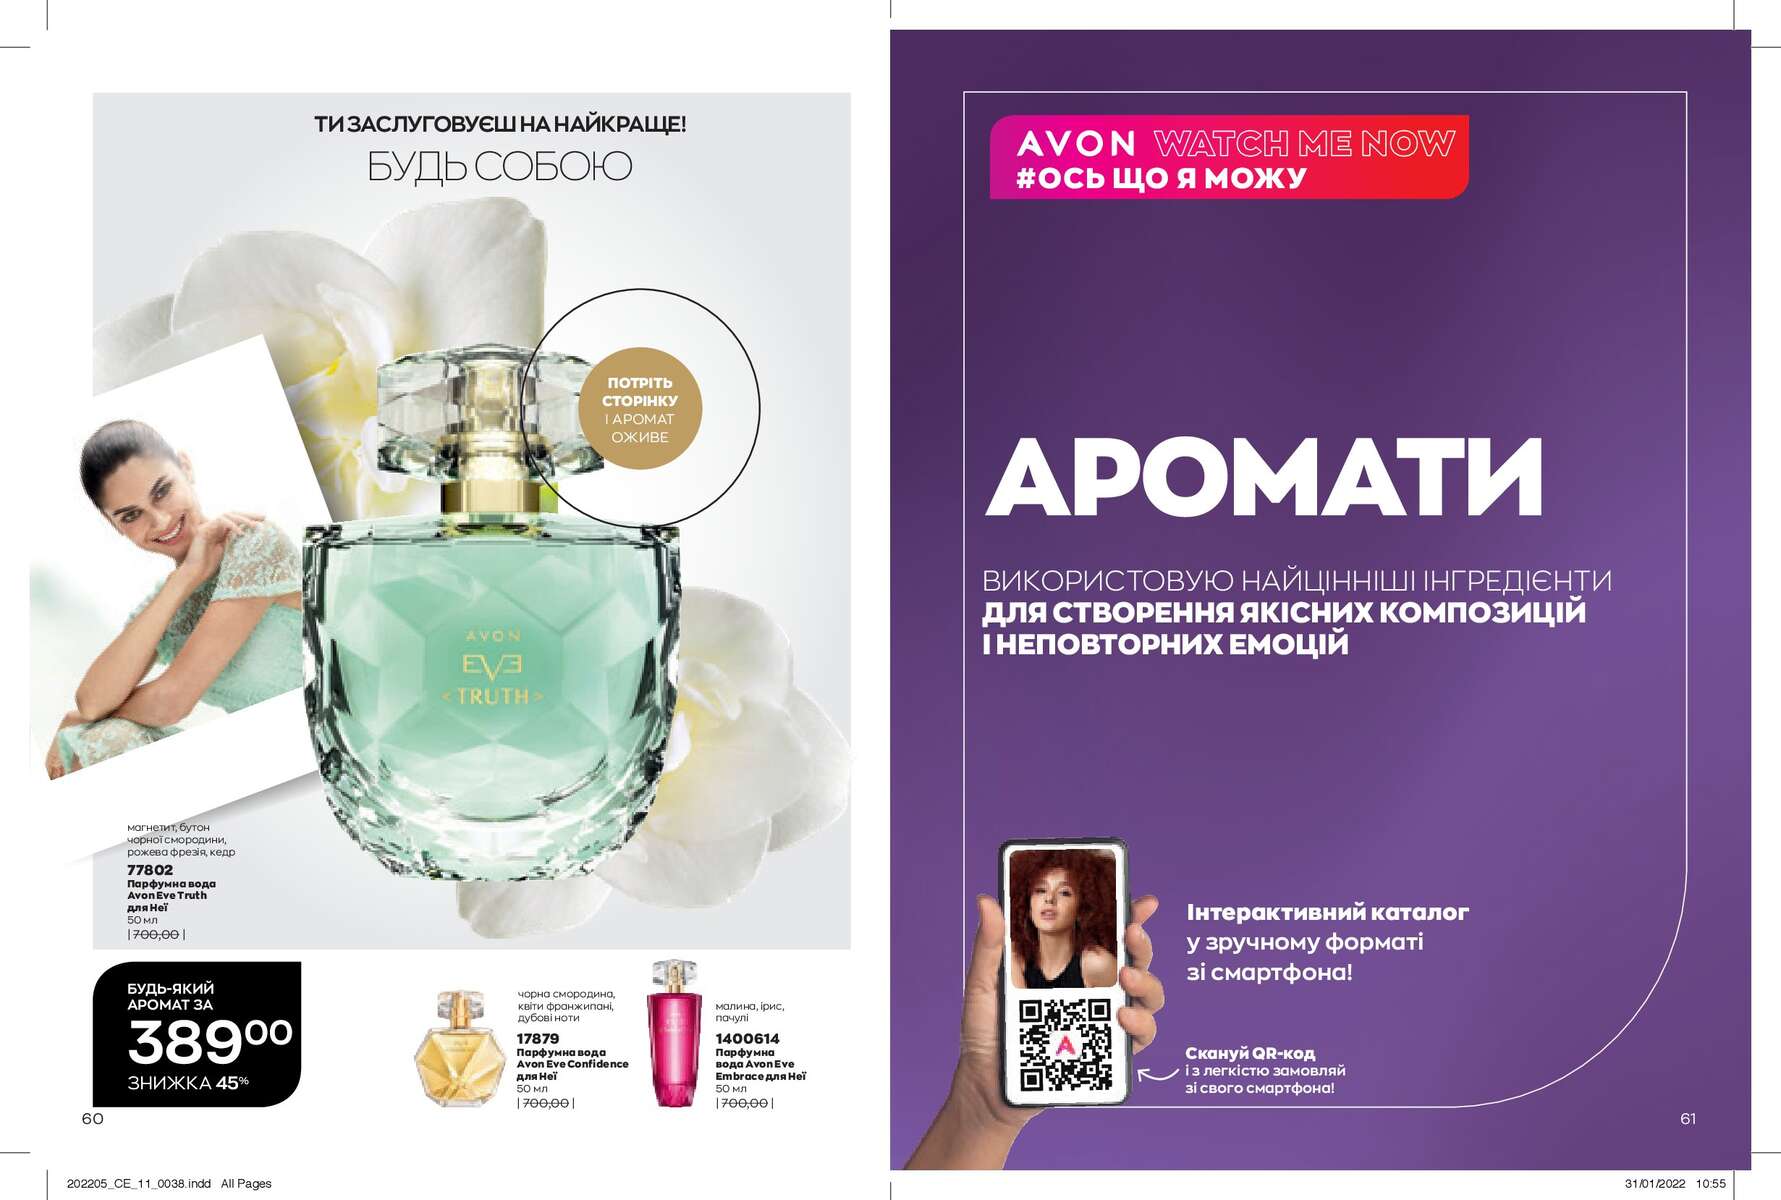 ТИ ЗАСЛУГОВУЄШ НА НАЙКРАЩЕ!
БУДЬ СОБОЮ
ПОТРІТЬ
СТОРІНКУ
І АРОМАТ
ОЖИВЕ
AVON
EVE
<TRUTH>
магнетит, бутон
чорної смородини,
рожева фрезія, кедр
77802
Парфумна вода
Avon Eve Truth
для Неї
50 мл
| 700,00 |
БУДЬ-ЯКИЙ
АРОМАТ ЗА
389⁰⁰
ЗНИЖКА 45%
чорна смородина,
квіти франжипані,
дубові ноти
17879
Парфумна вода
Avon Eve Confidence
для Неї
50 мл
| 700,00 |
малина, ірис,
пачулі
1400614
Парфумна
вода Avon Eve
Embrace для Неї
50 мл
| 700,00 |
60
AVON WATCH ME NOW
#ОСЬ ЩО Я МОЖУ
АРОМАТИ
ВИКОРИСТОВУЮ НАЙЦІННІШІ ІНГРЕДІЄНТИ
ДЛЯ СТВОРЕННЯ ЯКІСНИХ КОМПОЗИЦІЙ
І НЕПОВТОРНИХ ЕМОЦІЙ
Інтерактивний каталог
у зручному форматі
зі смартфона!
Скануй QR-код
і з легкістю замовляй
зі свого смартфона!
61
202205_CE_11_0038.indd All Pages
31/01/2022 10:55